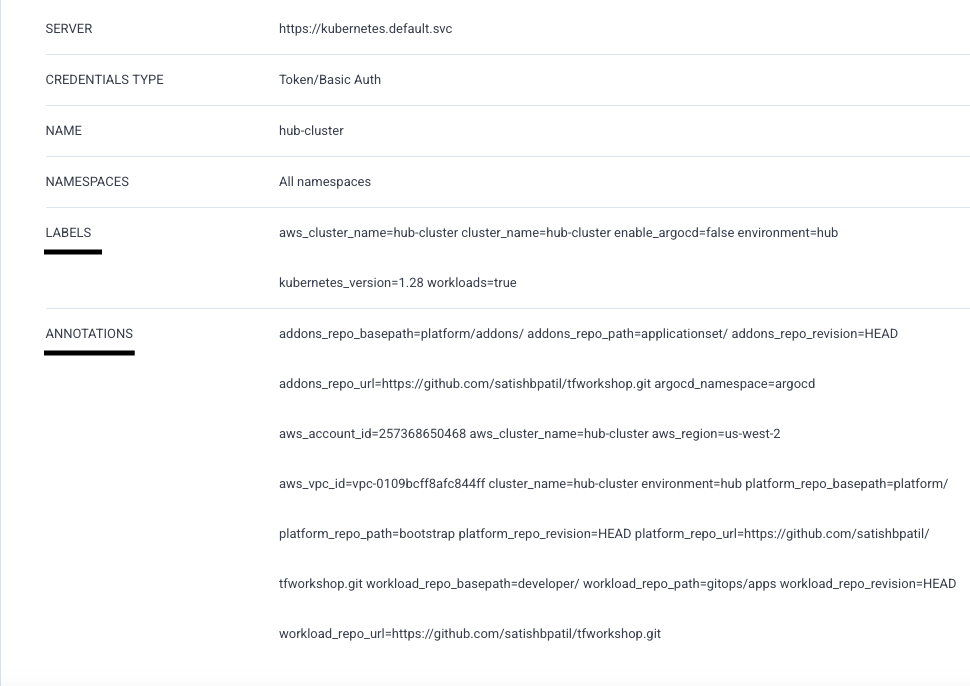 SERVER https://kubernetes.default.svc
CREDENTIALS TYPE Token/Basic Auth
NAME hub-cluster
NAMESPACES All namespaces
LABELS aws_cluster_name=hub-cluster cluster_name=hub-cluster enable_argocd=false environment=hub
kubernetes_version=1.28 workloads=true
ANNOTATIONS addons_repo_basepath=platform/addons/ addons_repo_path=applicationset/ addons_repo_revision=HEAD
addons_repo_url=https://github.com/satishbpatil/tfworkshop.git argocd_namespace=argocd
aws_account_id=257368650468 aws_cluster_name=hub-cluster aws_region=us-west-2
aws_vpc_id=vpc-0109bcff8afc844ff cluster_name=hub-cluster environment=hub platform_repo_basepath=platform/
platform_repo_path=bootstrap platform_repo_revision=HEAD platform_repo_url=https://github.com/satishbpatil/
tfworkshop.git workload_repo_basepath=developer/ workload_repo_path=gitops/apps workload_repo_revision=HEAD
workload_repo_url=https://github.com/satishbpatil/tfworkshop.git